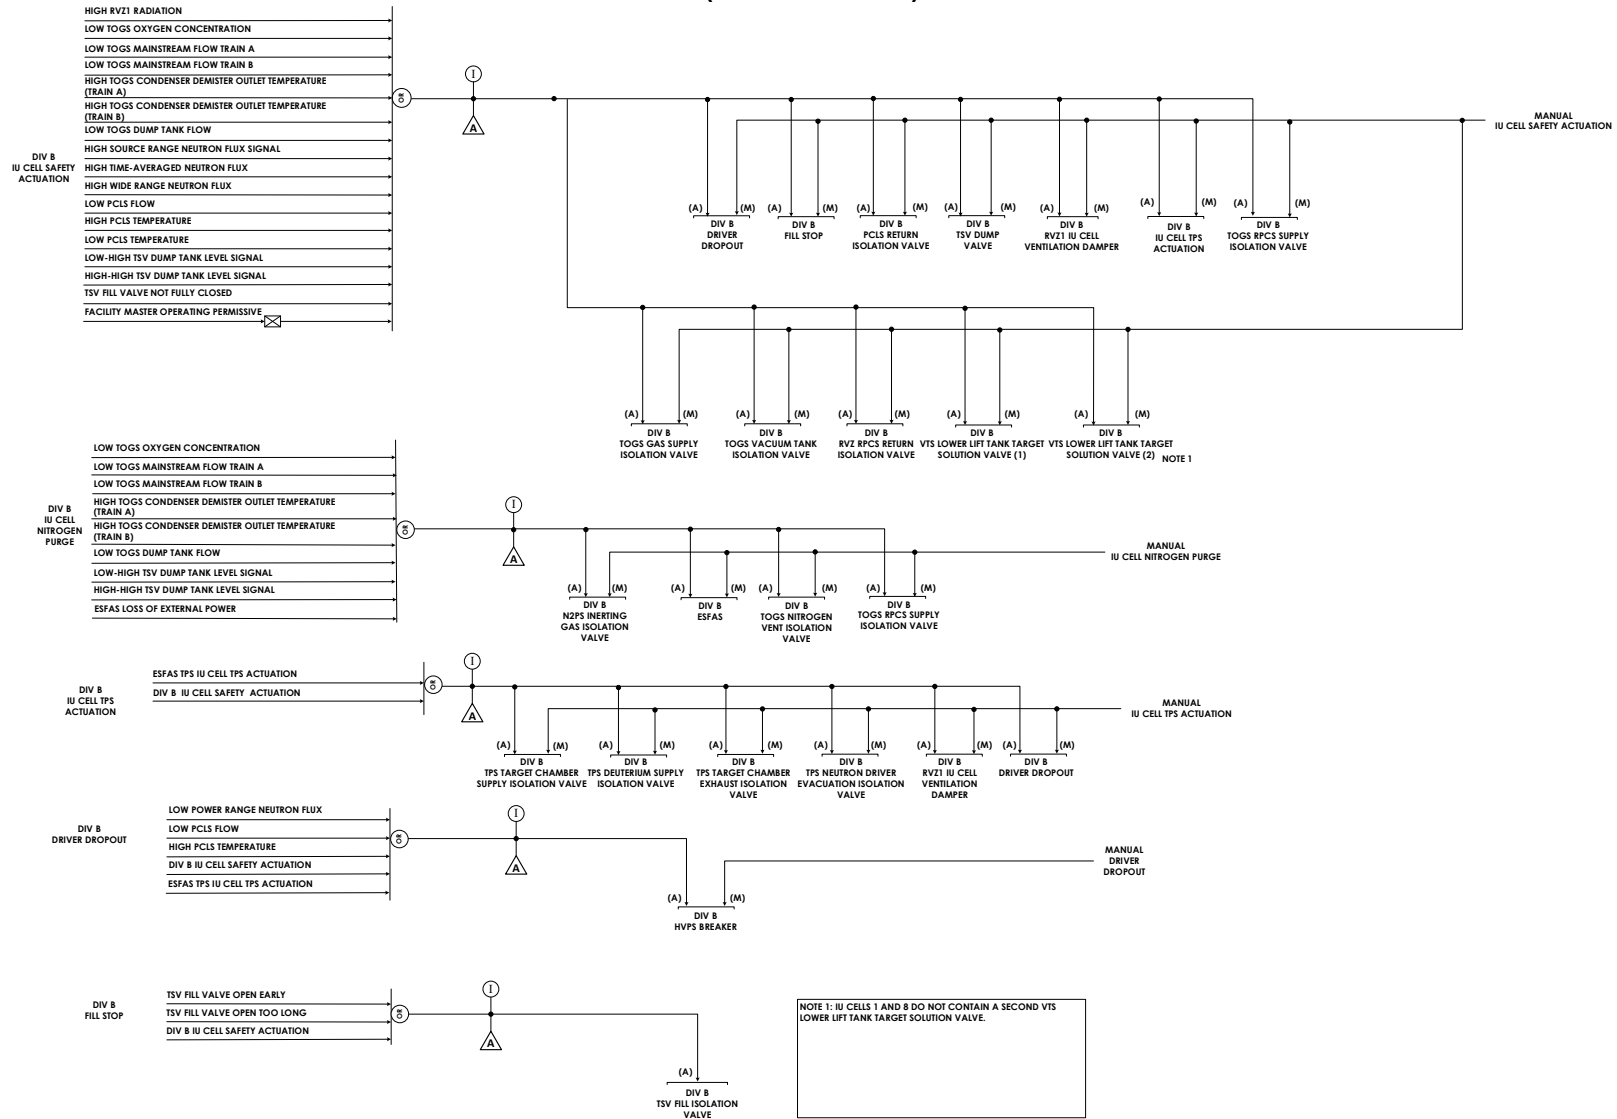 HIGH RVZ1 RADIATION
LOW TOGS OXYGEN CONCENTRATION
LOW TOGS MAINSTREAM FLOW TRAIN A
LOW TOGS MAINSTREAM FLOW TRAIN B
HIGH TOGS CONDENSER DEMISTER OUTLET TEMPERATURE
(TRAIN A)
HIGH TOGS CONDENSER DEMISTER OUTLET TEMPERATURE
(TRAIN B)
LOW TOGS DUMP TANK FLOW
HIGH SOURCE RANGE NEUTRON FLUX SIGNAL
HIGH TIME-AVERAGED NEUTRON FLUX
HIGH WIDE RANGE NEUTRON FLUX
LOW PCLS FLOW
HIGH PCLS TEMPERATURE
LOW PCLS TEMPERATURE
LOW-HIGH TSV DUMP TANK LEVEL SIGNAL
HIGH-HIGH TSV DUMP TANK LEVEL SIGNAL
TSV FILL VALVE NOT FULLY CLOSED
FACILITY MASTER OPERATING PERMISSIVE
DIV B
IU CELL SAFETY
ACTUATION
OR
I
A
MANUAL
IU CELL SAFETY ACTUATION
(A) (M)
DIV B
DRIVER
DROPOUT
(A) (M)
DIV B
FILL STOP
(A) (M)
DIV B
PCLS RETURN
ISOLATION VALVE
(A) (M)
DIV B
TSV DUMP
VALVE
(A) (M)
DIV B
RVZ1 IU CELL
VENTILATION DAMPER
(A) (M)
DIV B
IU CELL TPS
ACTUATION
(A) (M)
DIV B
TOGS RPCS SUPPLY
ISOLATION VALVE
(A) (M)
DIV B
TOGS GAS SUPPLY
ISOLATION VALVE
(A) (M)
DIV B
TOGS VACUUM TANK
ISOLATION VALVE
(A) (M)
DIV B
RVZ RPCS RETURN
ISOLATION VALVE
(A) (M)
DIV B
VTS LOWER LIFT TANK TARGET
SOLUTION VALVE (1)
(A) (M)
DIV B
VTS LOWER LIFT TANK TARGET
SOLUTION VALVE (2)
NOTE 1
DIV B
IU CELL
NITROGEN
PURGE
LOW TOGS OXYGEN CONCENTRATION
LOW TOGS MAINSTREAM FLOW TRAIN A
LOW TOGS MAINSTREAM FLOW TRAIN B
HIGH TOGS CONDENSER DEMISTER OUTLET TEMPERATURE
(TRAIN A)
HIGH TOGS CONDENSER DEMISTER OUTLET TEMPERATURE
(TRAIN B)
LOW TOGS DUMP TANK FLOW
LOW-HIGH TSV DUMP TANK LEVEL SIGNAL
HIGH-HIGH TSV DUMP TANK LEVEL SIGNAL
ESFAS LOSS OF EXTERNAL POWER
OR
I
A
MANUAL
IU CELL NITROGEN PURGE
(A) (M)
DIV B
N2PS INERTING
GAS ISOLATION
VALVE
(A) (M)
DIV B
ESFAS
(A) (M)
DIV B
TOGS NITROGEN
VENT ISOLATION
VALVE
(A) (M)
DIV B
TOGS RPCS SUPPLY
ISOLATION VALVE
DIV B
IU CELL TPS
ACTUATION
ESFAS TPS IU CELL TPS ACTUATION
DIV B IU CELL SAFETY ACTUATION
OR
I
A
MANUAL
IU CELL TPS ACTUATION
(A) (M)
DIV B
TPS TARGET CHAMBER
SUPPLY ISOLATION VALVE
(A) (M)
DIV B
TPS DEUTERIUM SUPPLY
ISOLATION VALVE
(A) (M)
DIV B
TPS TARGET CHAMBER
EXHAUST ISOLATION
VALVE
(A) (M)
DIV B
TPS NEUTRON DRIVER
EVACUATION ISOLATION
VALVE
(A) (M)
DIV B
RVZ1 IU CELL
VENTILATION
DAMPER
(A) (M)
DIV B
DRIVER DROPOUT
DIV B
DRIVER DROPOUT
LOW POWER RANGE NEUTRON FLUX
LOW PCLS FLOW
HIGH PCLS TEMPERATURE
DIV B IU CELL SAFETY ACTUATION
ESFAS TPS IU CELL TPS ACTUATION
OR
I
A
MANUAL
DRIVER
DROPOUT
(A) (M)
DIV B
HVPS BREAKER
DIV B
FILL STOP
TSV FILL VALVE OPEN EARLY
TSV FILL VALVE OPEN TOO LONG
DIV B IU CELL SAFETY ACTUATION
OR
I
A
(A)
DIV B
TSV FILL ISOLATION
VALVE
NOTE 1: IU CELLS 1 AND 8 DO NOT CONTAIN A SECOND VTS
LOWER LIFT TANK TARGET SOLUTION VALVE.